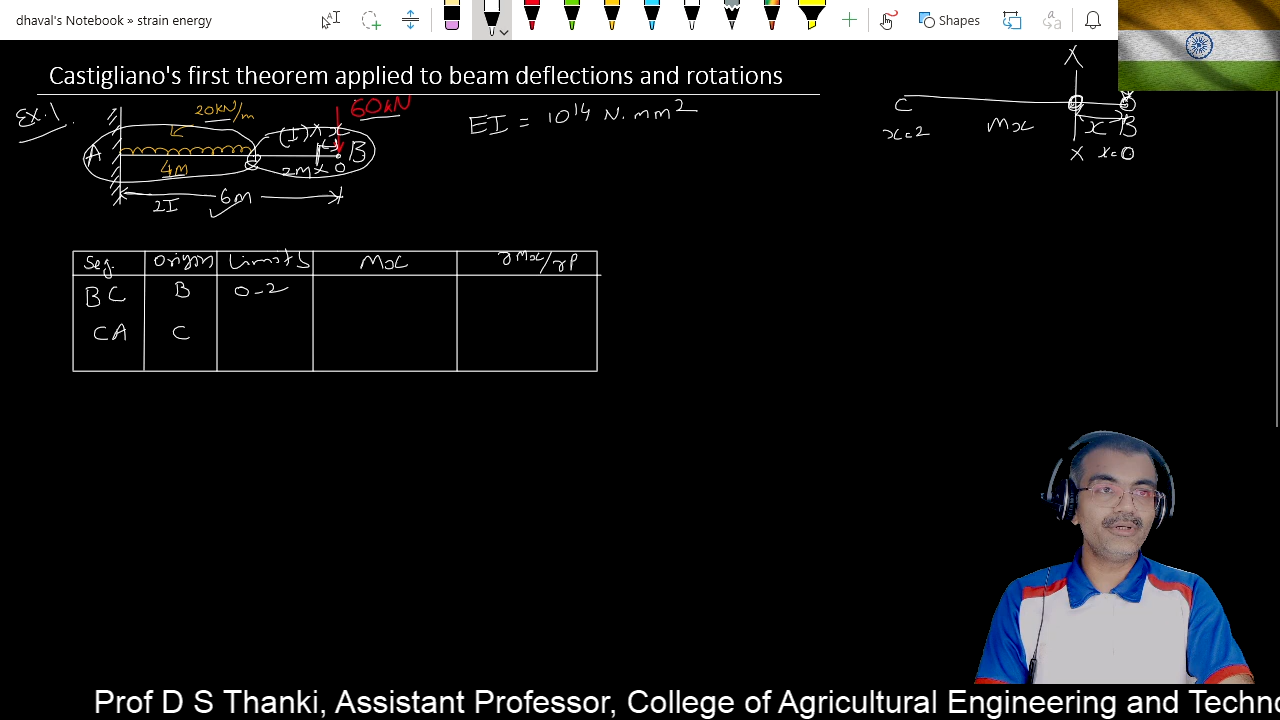 dhaval's Notebook » strain energy
Shapes
Castigliano's first theorem applied to beam deflections and rotations
Ex.1.
20kN/m
60kN
EI = 10^14 N.mm^2
(I) X x
A
B
4m
2m X O
2I
6m
X
C
x=2
Mx
x
B
X
x=0
Seg.
Origin
Limits
Mx
γMx/γP
BC
B
0-2
CA
C
Prof D S Thanki, Assistant Professor, College of Agricultural Engineering and Techno